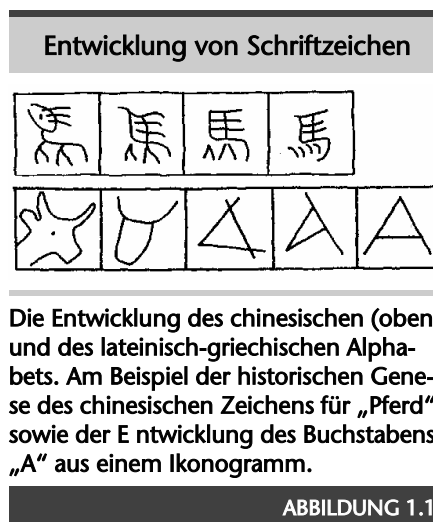 Entwicklung von Schriftzeichen
馬 馬
A A
Die Entwicklung des chinesischen (oben
und des lateinisch-griechischen Alpha-
bets. Am Beispiel der historischen Gene-
se des chinesischen Zeichens für „Pferd“
sowie der E ntwicklung des Buchstabens
„A“ aus einem Ikonogramm.
ABBILDUNG 1.1